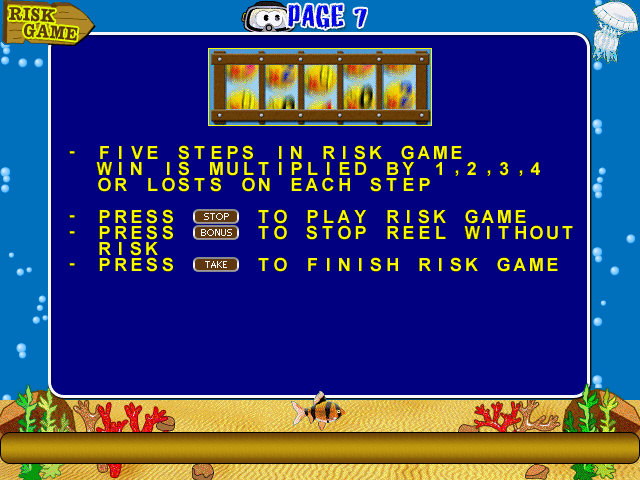 RISK
GAME
PAGE 7
- FIVE STEPS IN RISK GAME
WIN IS MULTIPLIED BY 1,2,3,4
OR LOSTS ON EACH STEP
- PRESS STOP TO PLAY RISK GAME
- PRESS BONUS TO STOP REEL WITHOUT
RISK
- PRESS TAKE TO FINISH RISK GAME